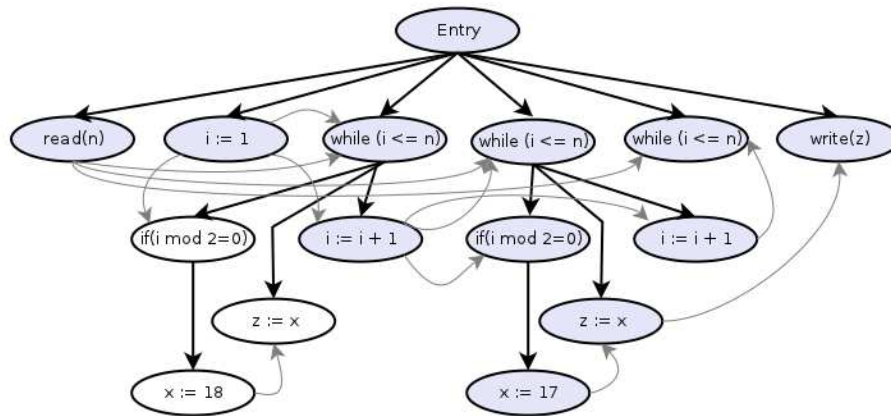 Entry
read(n)
i := 1
while (i <= n)
while (i <= n)
while (i <= n)
write(z)
if(i mod 2=0)
i := i + 1
if(i mod 2=0)
i := i + 1
z := x
z := x
x := 18
x := 17